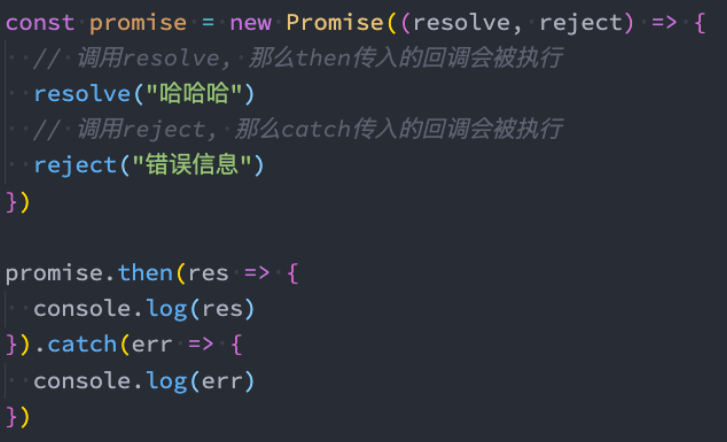 const promise = new Promise((resolve, reject) => {
  // 调用resolve, 那么then传入的回调会被执行
  resolve("哈哈哈")
  // 调用reject, 那么catch传入的回调会被执行
  reject("错误信息")
})

promise.then(res => {
  console.log(res)
}).catch(err => {
  console.log(err)
})